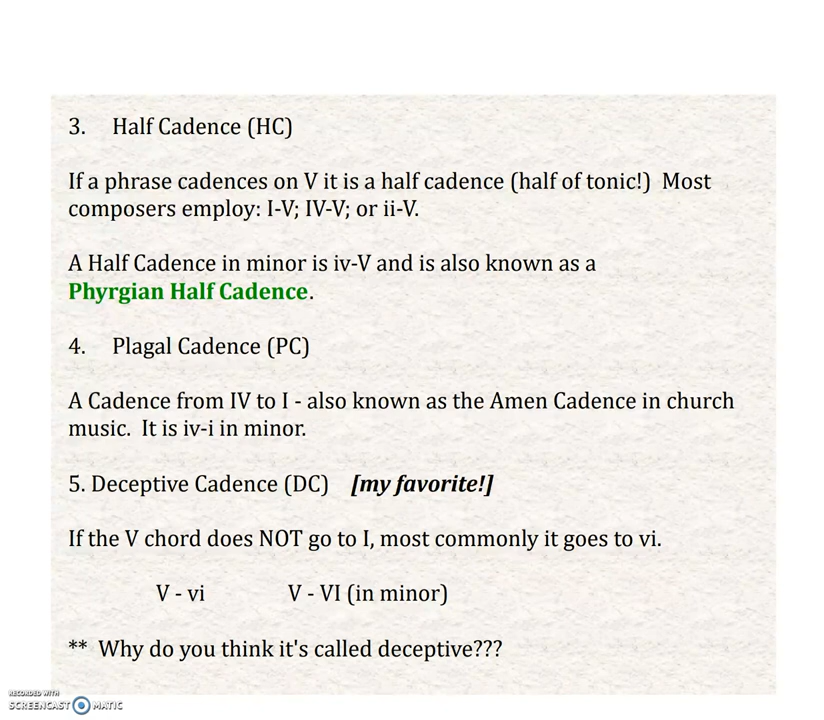 3. Half Cadence (HC)
If a phrase cadences on V it is a half cadence (half of tonic!) Most
composers employ: I-V; IV-V; or ii-V.
A Half Cadence in minor is iv-V and is also known as a
Phyrgian Half Cadence.
4. Plagal Cadence (PC)
A Cadence from IV to I - also known as the Amen Cadence in church
music. It is iv-i in minor.
5. Deceptive Cadence (DC) [my favorite!]
If the V chord does NOT go to I, most commonly it goes to vi.
V - vi V - VI (in minor)
** Why do you think it's called deceptive???
RECORDED WITH
SCREENCAST MATIC